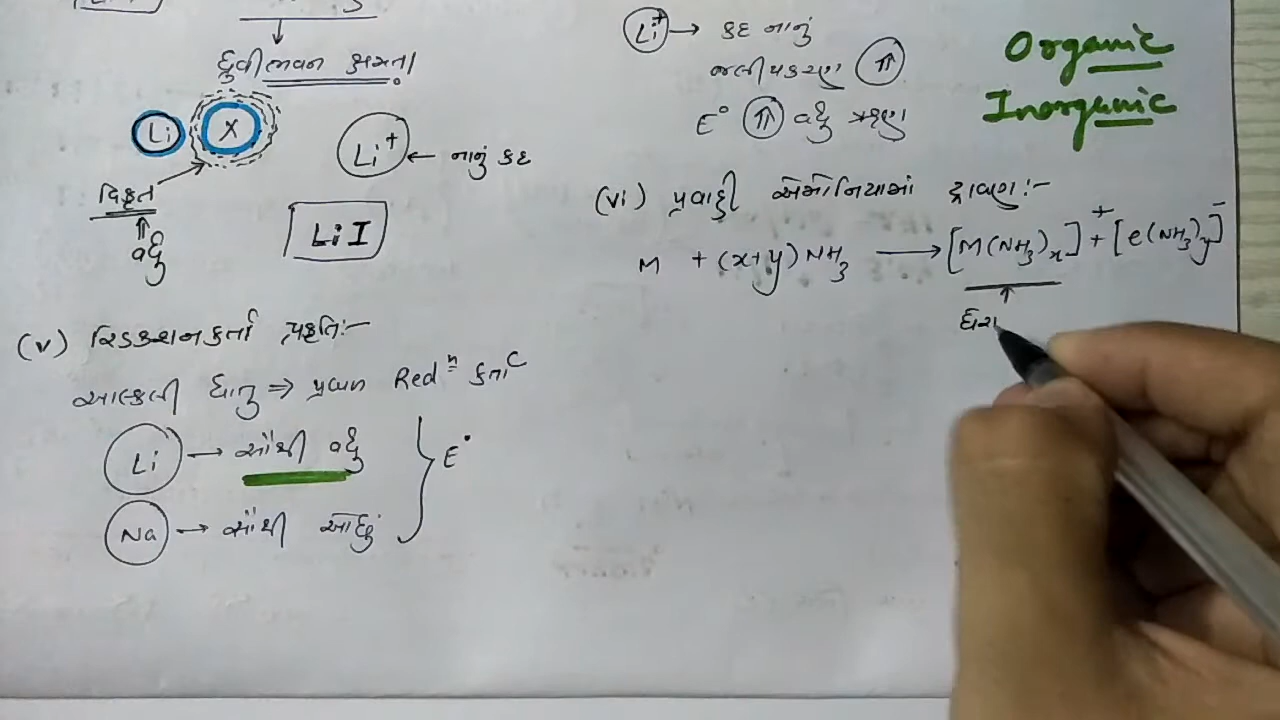 ધ્રુવીભવન ક્ષમતા
Li X
Li⁺ ← નાનું કદ
વિકૃત
વધુ
LiI
(v) રિડક્શનકર્તા પ્રકૃતિ:-
આલ્કલી ધાતુ ⇒ પ્રબળ Redⁿ કર્તા
Li → સૌથી વધુ
E°
Na → સૌથી ઓછું
Li⁺ → કદ નાનું
જલીયકરણ ⇑
E° ⇑ વધુ ઋણ
Organic
Inorganic
(vi) પ્રવાહી એમોનિયામાં દ્રાવણ:-
M + (x+y)NH₃ → [M(NH₃)ₓ]⁺ + [e(NH₃)y]⁻